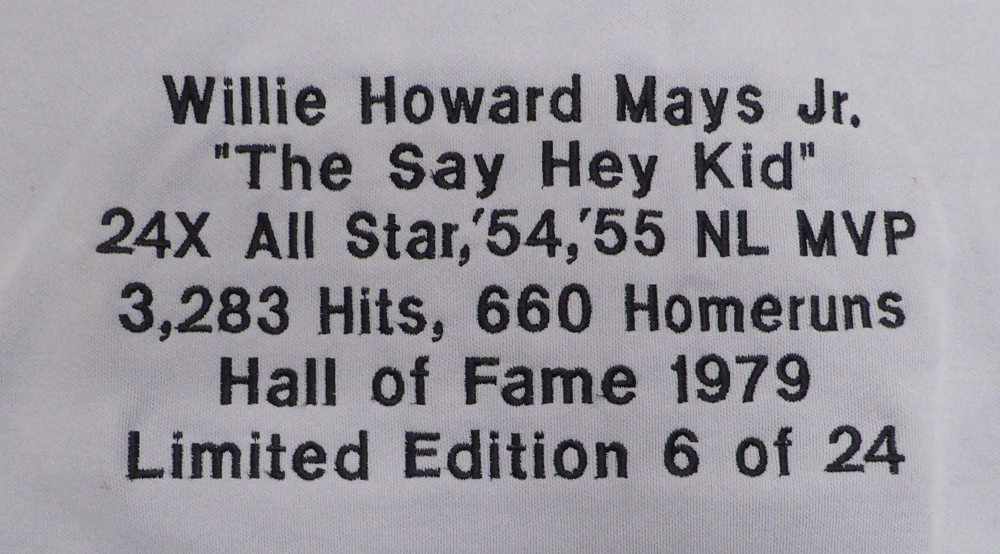 Willie Howard Mays Jr.
"The Say Hey Kid"
24X All Star,'54,'55 NL MVP
3,283 Hits, 660 Homeruns
Hall of Fame 1979
Limited Edition 6 of 24